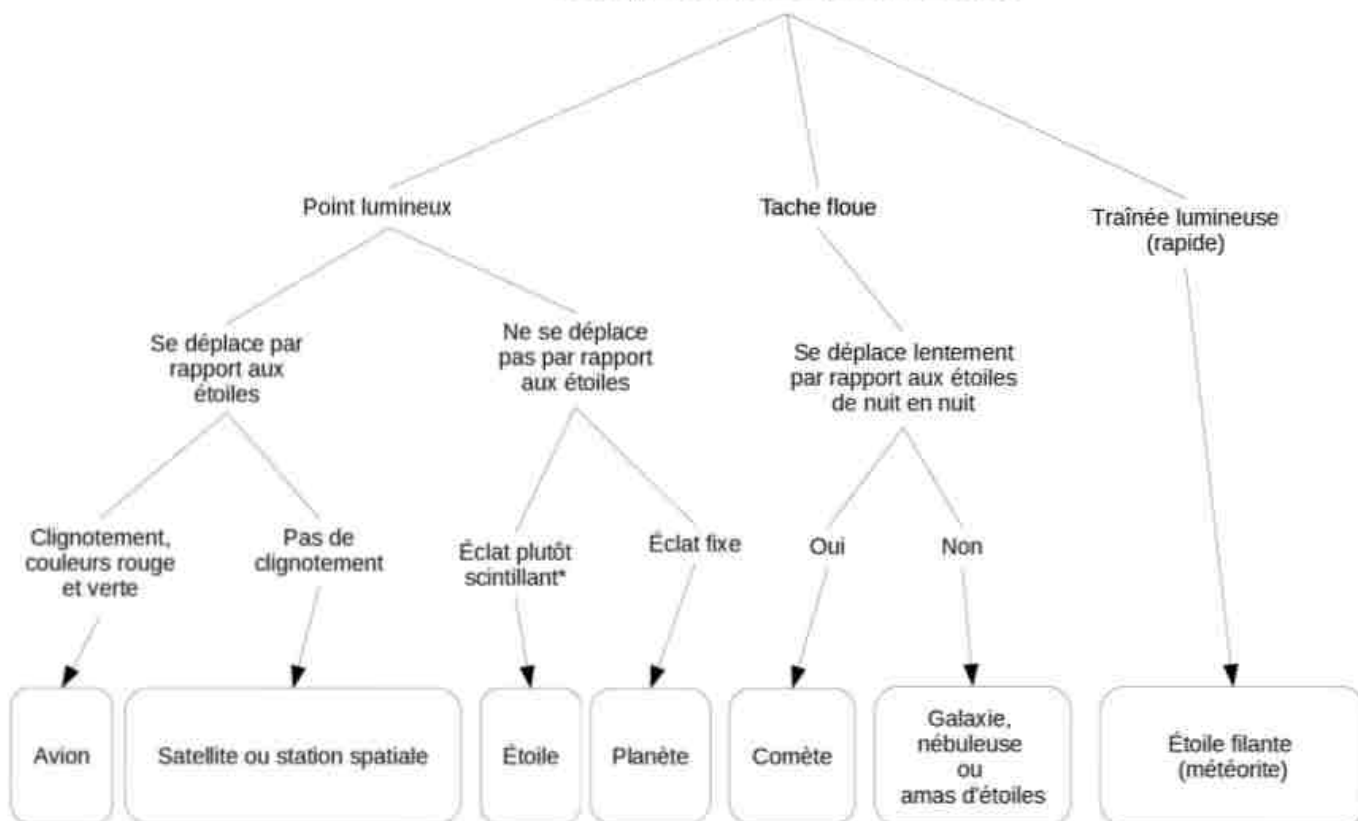 Point lumineux
Tache floue
Traînée lumineuse
(rapide)
Se déplace par
rapport aux
étoiles
Ne se déplace
pas par rapport
aux étoiles
Se déplace lentement
par rapport aux étoiles
de nuit en nuit
Clignotement,
couleurs rouge
et verte
Pas de
clignotement
Éclat plutôt
scintillant*
Éclat fixe
Oui
Non
Avion
Satellite ou station spatiale
Étoile
Planète
Comète
Galaxie,
nébuleuse
ou
amas d'étoiles
Étoile filante
(météorite)